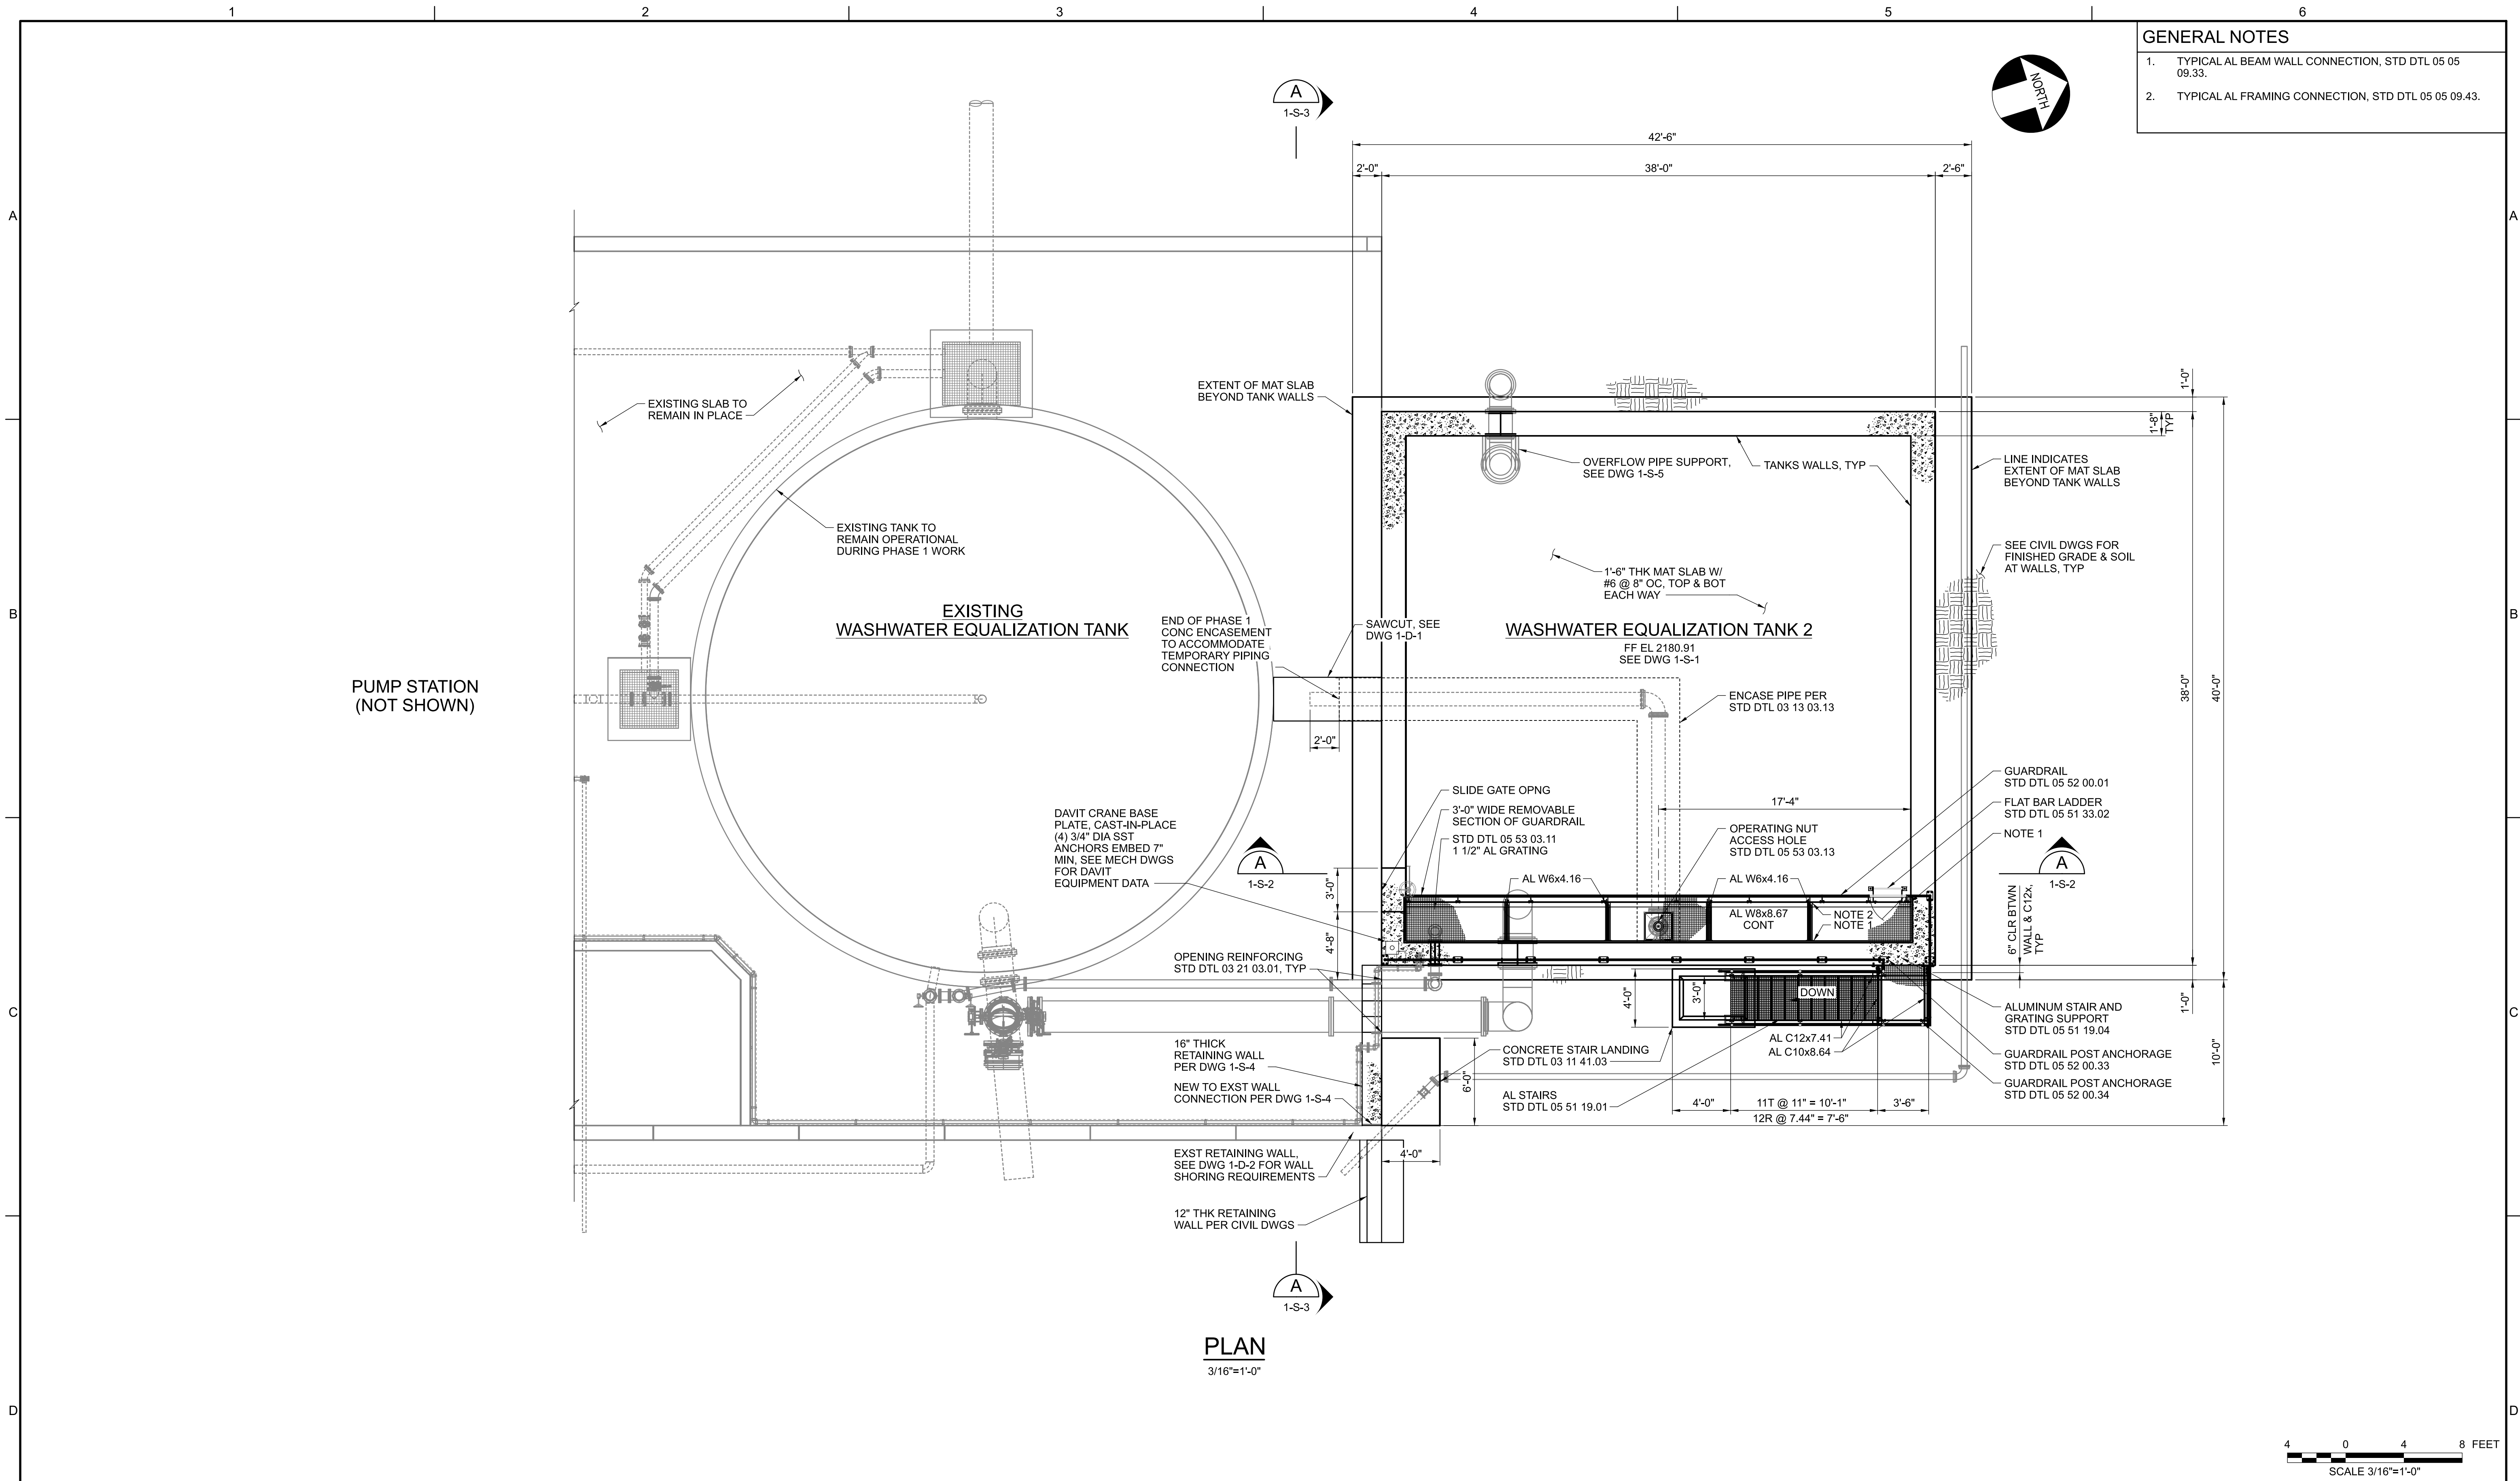 1 2 3 4 5 6
GENERAL NOTES
1. TYPICAL AL BEAM WALL CONNECTION, STD DTL 05 05
09.33.
2. TYPICAL AL FRAMING CONNECTION, STD DTL 05 05 09.43.
NORTH
A
1-S-3
42'-6"
2'-0" 38'-0" 2'-6"
A A
EXTENT OF MAT SLAB
BEYOND TANK WALLS
1'-0"
1'-8"
TYP
EXISTING SLAB TO
REMAIN IN PLACE
OVERFLOW PIPE SUPPORT,
SEE DWG 1-S-5
TANKS WALLS, TYP
LINE INDICATES
EXTENT OF MAT SLAB
BEYOND TANK WALLS
EXISTING TANK TO
REMAIN OPERATIONAL
DURING PHASE 1 WORK
SEE CIVIL DWGS FOR
FINISHED GRADE & SOIL
AT WALLS, TYP
1'-6" THK MAT SLAB W/
#6 @ 8" OC, TOP & BOT
EACH WAY
B B
EXISTING
WASHWATER EQUALIZATION TANK
END OF PHASE 1
CONC ENCASEMENT
TO ACCOMMODATE
TEMPORARY PIPING
CONNECTION
SAWCUT, SEE
DWG 1-D-1
WASHWATER EQUALIZATION TANK 2
FF EL 2180.91
SEE DWG 1-S-1
PUMP STATION
(NOT SHOWN)
ENCASE PIPE PER
STD DTL 03 13 03.13
38'-0"
40'-0"
2'-0"
SLIDE GATE OPNG
3'-0" WIDE REMOVABLE
SECTION OF GUARDRAIL
STD DTL 05 53 03.11
1 1/2" AL GRATING
17'-4"
OPERATING NUT
ACCESS HOLE
STD DTL 05 53 03.13
GUARDRAIL
STD DTL 05 52 00.01
FLAT BAR LADDER
STD DTL 05 51 33.02
NOTE 1
DAVIT CRANE BASE
PLATE, CAST-IN-PLACE
(4) 3/4" DIA SST
ANCHORS EMBED 7"
MIN, SEE MECH DWGS
FOR DAVIT
EQUIPMENT DATA
A
1-S-2
A
1-S-2
3'-0"
4'-8"
AL W6x4.16
AL W6x4.16
AL W8x8.67
CONT
NOTE 2
NOTE 1
6" CLR BTWN
WALL & C12x,
TYP
OPENING REINFORCING
STD DTL 03 21 03.01, TYP
C C
4'-0"
3'-0"
DOWN
1'-0"
AL C12x7.41
AL C10x8.64
ALUMINUM STAIR AND
GRATING SUPPORT
STD DTL 05 51 19.04
GUARDRAIL POST ANCHORAGE
STD DTL 05 52 00.33
GUARDRAIL POST ANCHORAGE
STD DTL 05 52 00.34
10'-0"
16" THICK
RETAINING WALL
PER DWG 1-S-4
NEW TO EXST WALL
CONNECTION PER DWG 1-S-4
CONCRETE STAIR LANDING
STD DTL 03 11 41.03
6'-0"
AL STAIRS
STD DTL 05 51 19.01
4'-0" 11T @ 11" = 10'-1" 3'-6"
12R @ 7.44" = 7'-6"
EXST RETAINING WALL,
SEE DWG 1-D-2 FOR WALL
SHORING REQUIREMENTS
4'-0"
12" THK RETAINING
WALL PER CIVIL DWGS
A
1-S-3
PLAN
3/16"=1'-0"
D D
4 0 4 8 FEET
SCALE 3/16"=1'-0"